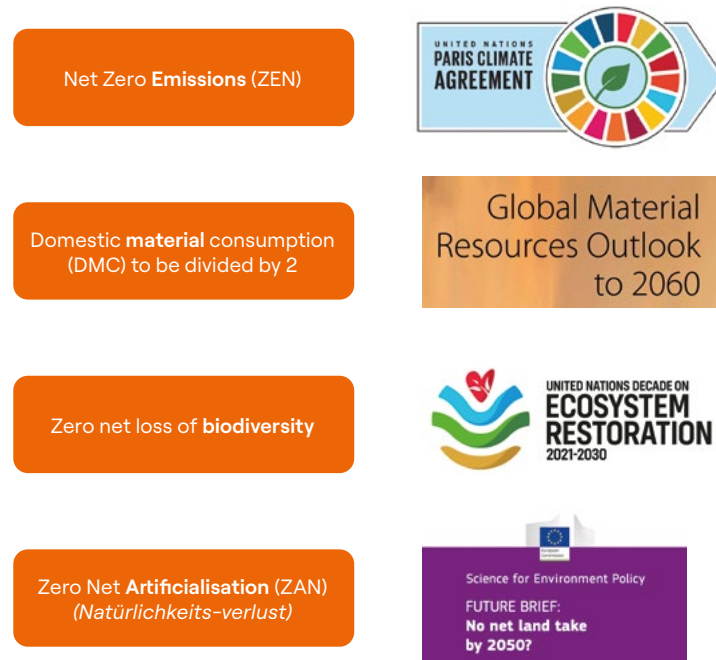 Net Zero Emissions (ZEN)
UNITED NATIONS
PARIS CLIMATE
AGREEMENT
Domestic material consumption
(DMC) to be divided by 2
Global Material
Resources Outlook
to 2060
Zero net loss of biodiversity
UNITED NATIONS DECADE ON
ECOSYSTEM
RESTORATION
2021-2030
Zero Net Artificialisation (ZAN)
(Natürlichkeits-verlust)
European
Commission
Science for Environment Policy
FUTURE BRIEF:
No net land take
by 2050?